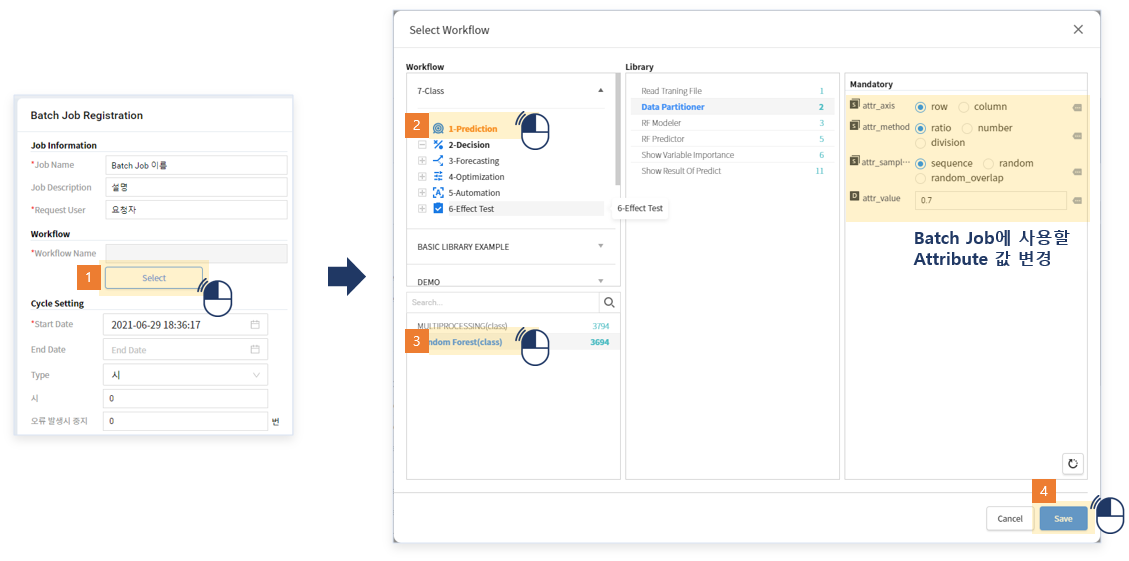 Batch Job Registration
Job Information
*Job Name
Batch Job 이름
Job Description
설명
*Request User
요청자
Workflow
*Workflow Name
1
Select
Cycle Setting
*Start Date
2021-06-29 18:36:17
End Date
End Date
Type
시
시
0
오류 발생시 중지
0
번
Select Workflow
Workflow
7-Class
2
1-Prediction
2-Decision
3-Forecasting
4-Optimization
5-Automation
6-Effect Test
6-Effect Test
BASIC LIBRARY EXAMPLE
DEMO
Search...
MULTIPROCESSING(class) 3794
3
ndom Forest(class) 3694
Library
Read Traning File 1
Data Partitioner 2
RF Modeler 3
RF Predictor 5
Show Variable Importance 6
Show Result Of Predict 11
Mandatory
S attr_axis row column
S attr_method ratio number
division
S attr_sampl··· sequence random
random_overlap
D attr_value 0.7
Batch Job에 사용할
Attribute 값 변경
4
Cancel
Save